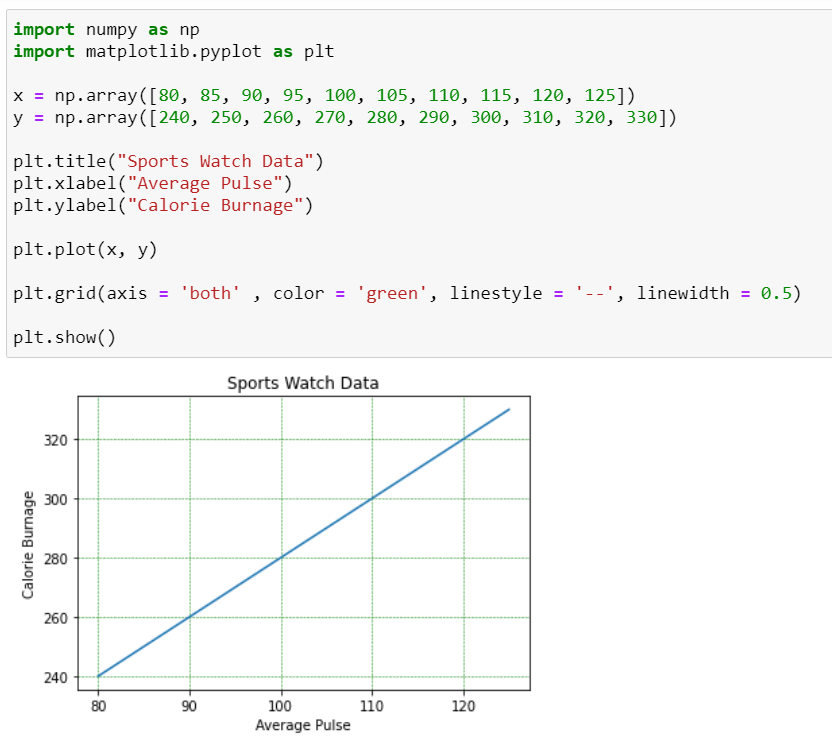 import numpy as np
import matplotlib.pyplot as plt
x = np.array([80, 85, 90, 95, 100, 105, 110, 115, 120, 125])
y = np.array([240, 250, 260, 270, 280, 290, 300, 310, 320, 330])
plt.title("Sports Watch Data")
plt.xlabel("Average Pulse")
plt.ylabel("Calorie Burnage")
plt.plot(x, y)
plt.grid(axis = 'both' , color = 'green', linestyle = '--', linewidth = 0.5)
plt.show()
Sports Watch Data
Calorie Burnage
320
300
280
260
240
80 90 100 110 120
Average Pulse